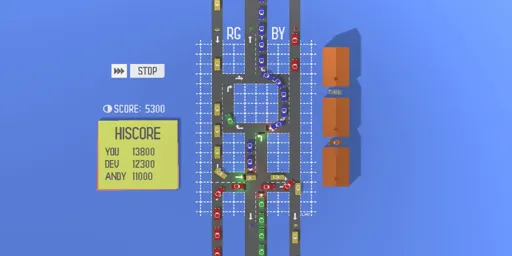 RG BY
STOP
SCORE: 5300
HISCORE
YOU 13800
DEV 12300
ANDY 11000